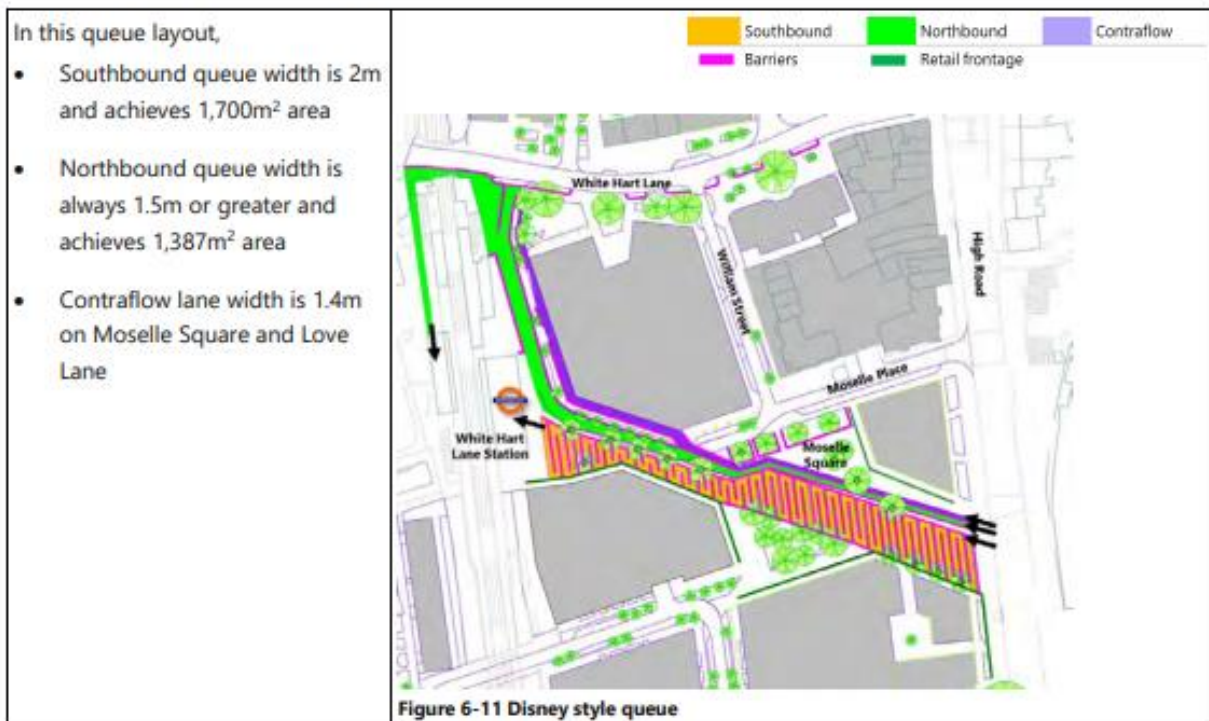 In this queue layout,
• Southbound queue width is 2m
and achieves 1,700m² area
• Northbound queue width is
always 1.5m or greater and
achieves 1,387m² area
• Contraflow lane width is 1.4m
on Moselle Square and Love
Lane
Southbound
Northbound
Contraflow
Barriers
Retail frontage
White Hart Lane
William Street
High Road
Moselle Place
White Hart
Lane Station
Moselle
Square
Figure 6-11 Disney style queue